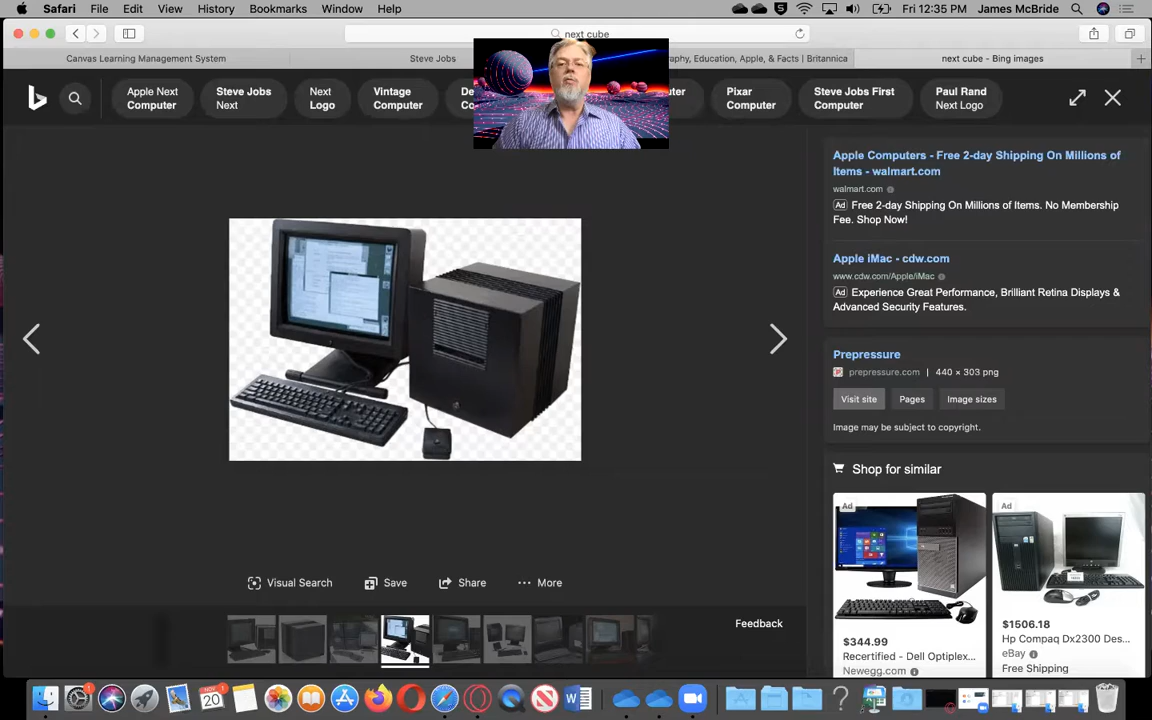 Safari File Edit View History Bookmarks Window Help
Fri 12:35 PM James McBride
next cube
Canvas Learning Management System
Steve Jobs
aphy, Education, Apple, & Facts | Britannica
next cube - Bing images
Apple Next
Computer
Steve Jobs
Next
Next
Logo
Vintage
Computer
Pixar
Computer
Steve Jobs First
Computer
Paul Rand
Next Logo
Apple Computers - Free 2-day Shipping On Millions of
Items - walmart.com
walmart.com
Ad Free 2-day Shipping On Millions of Items. No Membership
Fee. Shop Now!
Apple iMac - cdw.com
www.cdw.com/Apple/iMac
Ad Experience Great Performance, Brilliant Retina Displays &
Advanced Security Features.
Prepressure
prepressure.com | 440 × 303 png
Visit site Pages Image sizes
Image may be subject to copyright.
Shop for similar
Ad
$344.99
Recertified - Dell Optiplex...
Newegg.com
Ad
$1506.18
Hp Compaq Dx2300 Des...
eBay
Free Shipping
Visual Search Save Share More
Feedback
NOV
20